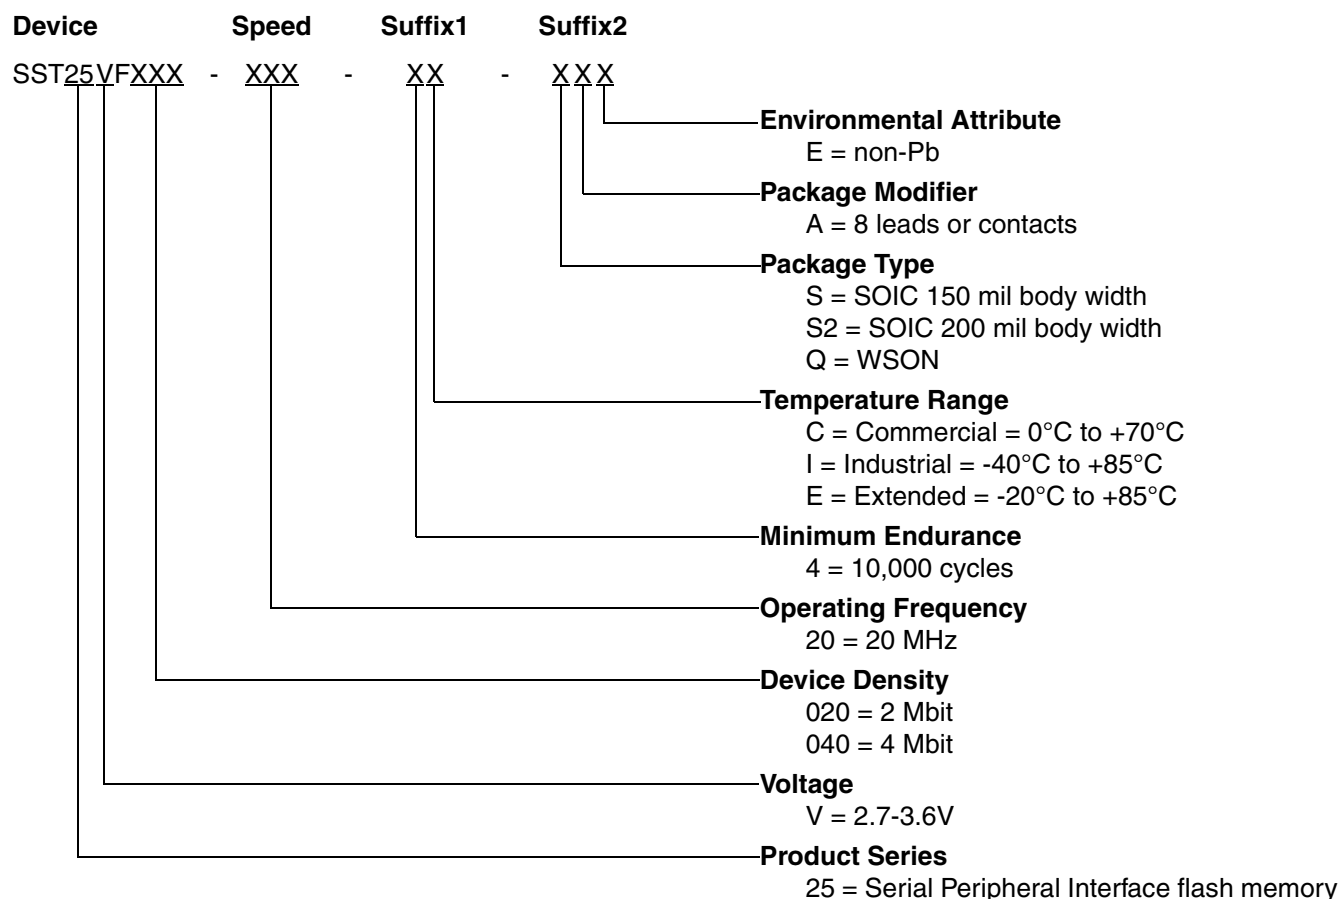 Device Speed Suffix1 Suffix2
SST25VFXXX - XXX - XX - XXX
Environmental Attribute
E = non-Pb
Package Modifier
A = 8 leads or contacts
Package Type
S = SOIC 150 mil body width
S2 = SOIC 200 mil body width
Q = WSON
Temperature Range
C = Commercial = 0°C to +70°C
I = Industrial = -40°C to +85°C
E = Extended = -20°C to +85°C
Minimum Endurance
4 = 10,000 cycles
Operating Frequency
20 = 20 MHz
Device Density
020 = 2 Mbit
040 = 4 Mbit
Voltage
V = 2.7-3.6V
Product Series
25 = Serial Peripheral Interface flash memory